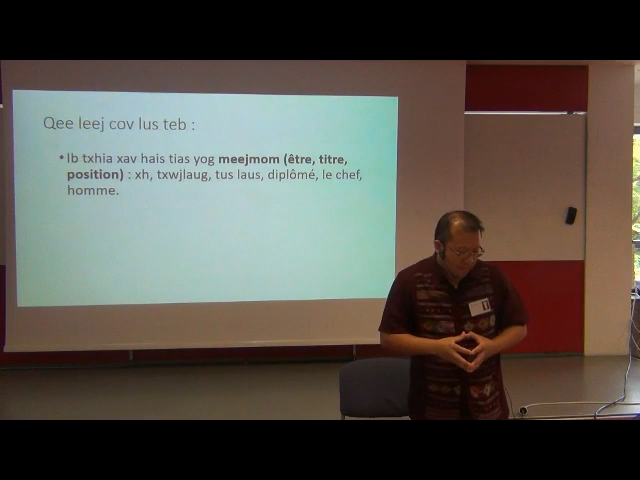 Qee leej cov lus teb :
• Ib txhia xav hais tias yog meejmom (être, titre,
position) : xh, txwjlaug, tus laus, diplômé, le chef,
homme.